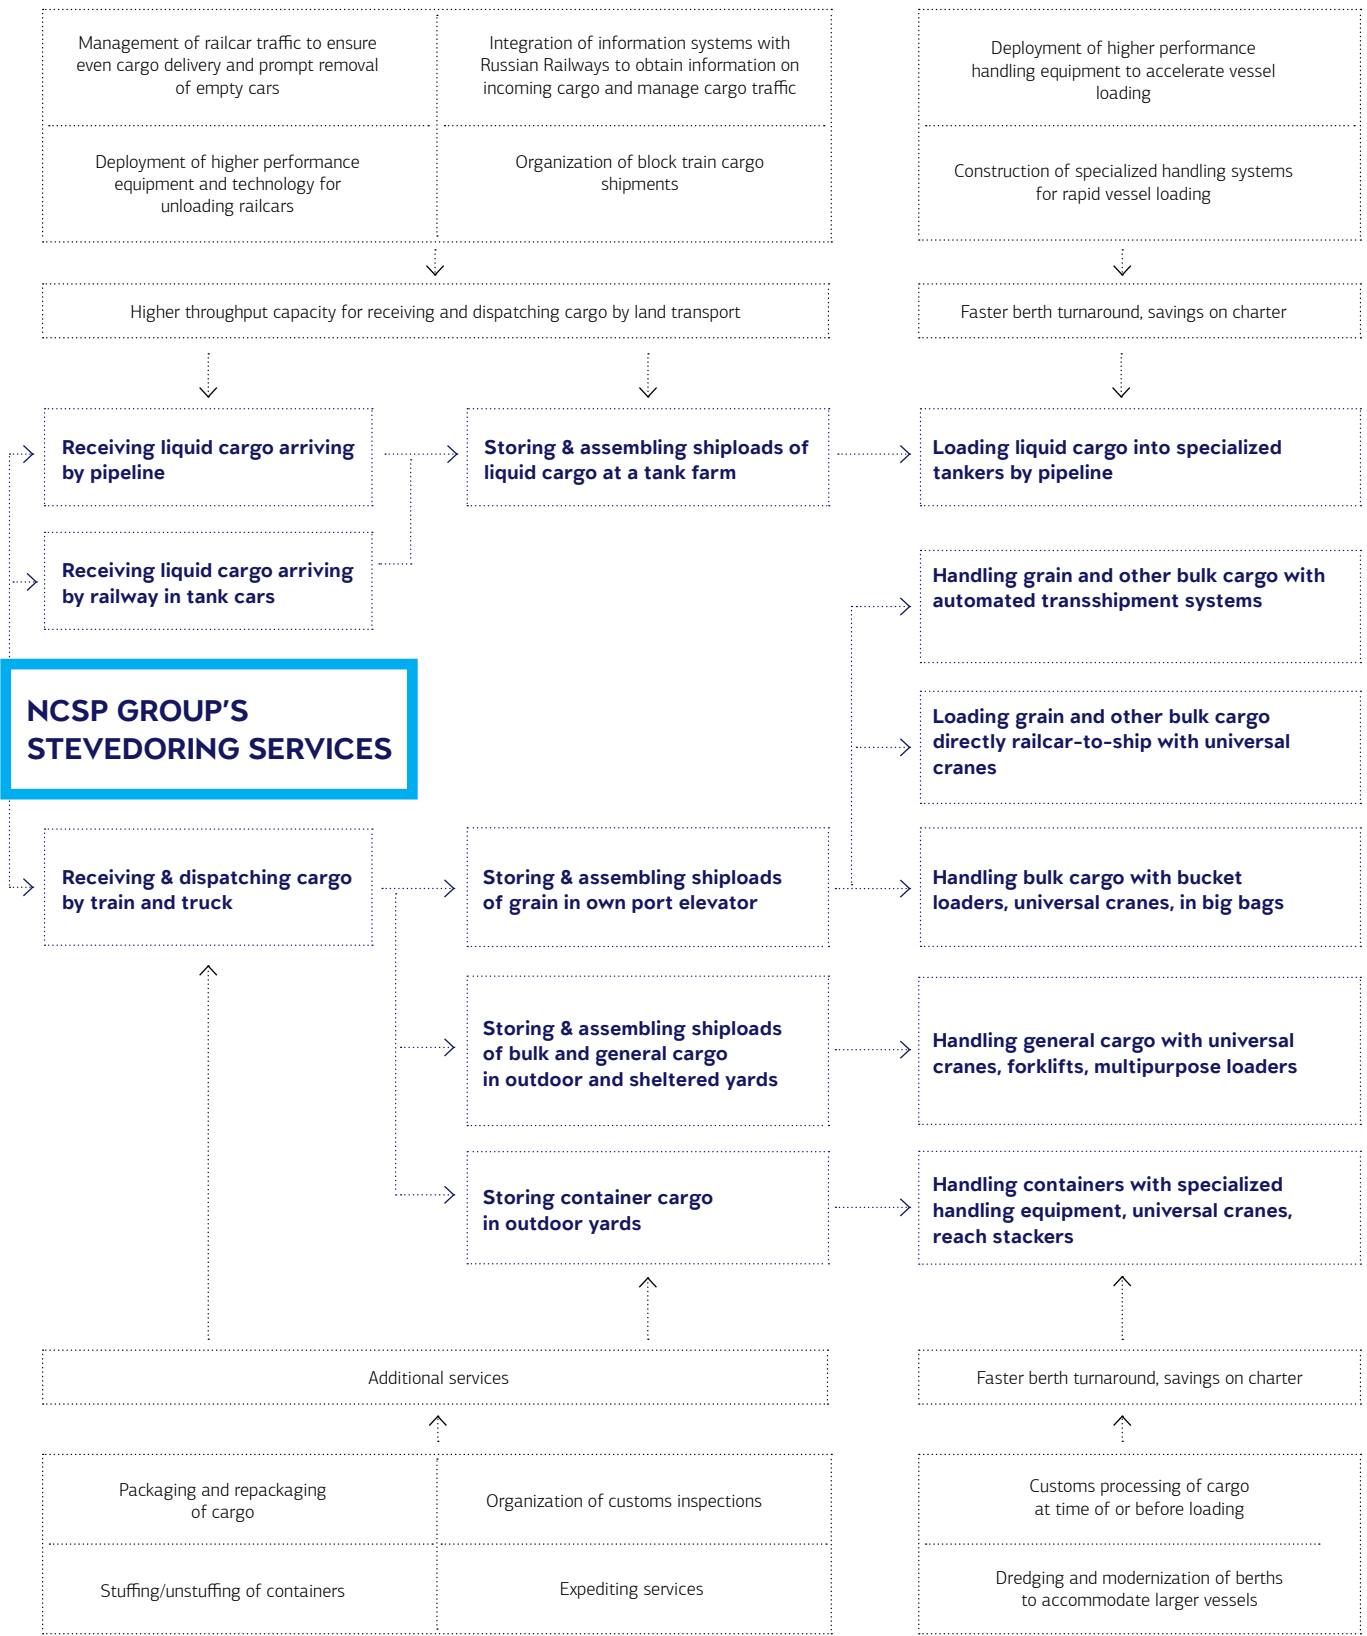 Management of railcar traffic to ensure
even cargo delivery and prompt removal
of empty cars
Integration of information systems with
Russian Railways to obtain information on
incoming cargo and manage cargo traffic
Deployment of higher performance
handling equipment to accelerate vessel
loading
Deployment of higher performance
equipment and technology for
unloading railcars
Organization of block train cargo
shipments
Construction of specialized handling systems
for rapid vessel loading
Higher throughput capacity for receiving and dispatching cargo by land transport
Faster berth turnaround, savings on charter
Receiving liquid cargo arriving
by pipeline
Storing & assembling shiploads of
liquid cargo at a tank farm
Loading liquid cargo into specialized
tankers by pipeline
Receiving liquid cargo arriving
by railway in tank cars
Handling grain and other bulk cargo with
automated transshipment systems
NCSP GROUP'S
STEVEDORING SERVICES
Loading grain and other bulk cargo
directly railcar-to-ship with universal
cranes
Receiving & dispatching cargo
by train and truck
Storing & assembling shiploads
of grain in own port elevator
Handling bulk cargo with bucket
loaders, universal cranes, in big bags
Storing & assembling shiploads
of bulk and general cargo
in outdoor and sheltered yards
Handling general cargo with universal
cranes, forklifts, multipurpose loaders
Storing container cargo
in outdoor yards
Handling containers with specialized
handling equipment, universal cranes,
reach stackers
Additional services
Faster berth turnaround, savings on charter
Packaging and repackaging
of cargo
Organization of customs inspections
Customs processing of cargo
at time of or before loading
Stuffing/unstuffing of containers
Expediting services
Dredging and modernization of berths
to accommodate larger vessels